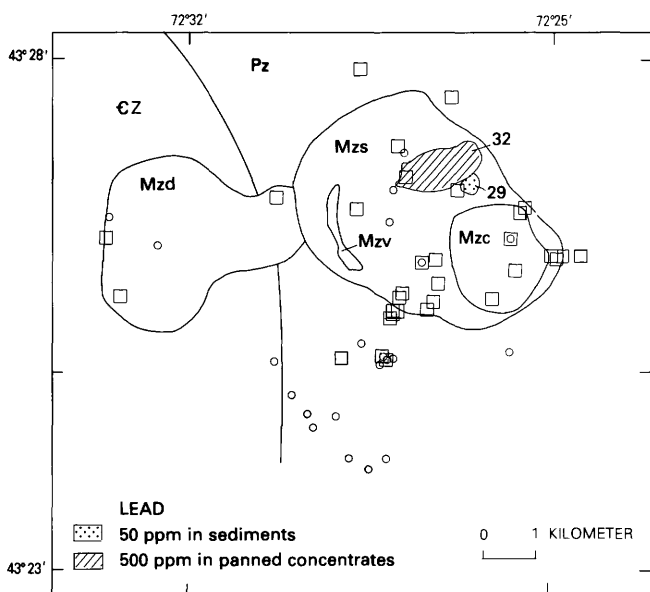 72°32' 72°25'
43°28'
Pz
ЄZ
Mzs
32
Mzd
29
Mzv
Mzc
LEAD
50 ppm in sediments
500 ppm in panned concentrates
0 1 KILOMETER
43°23'